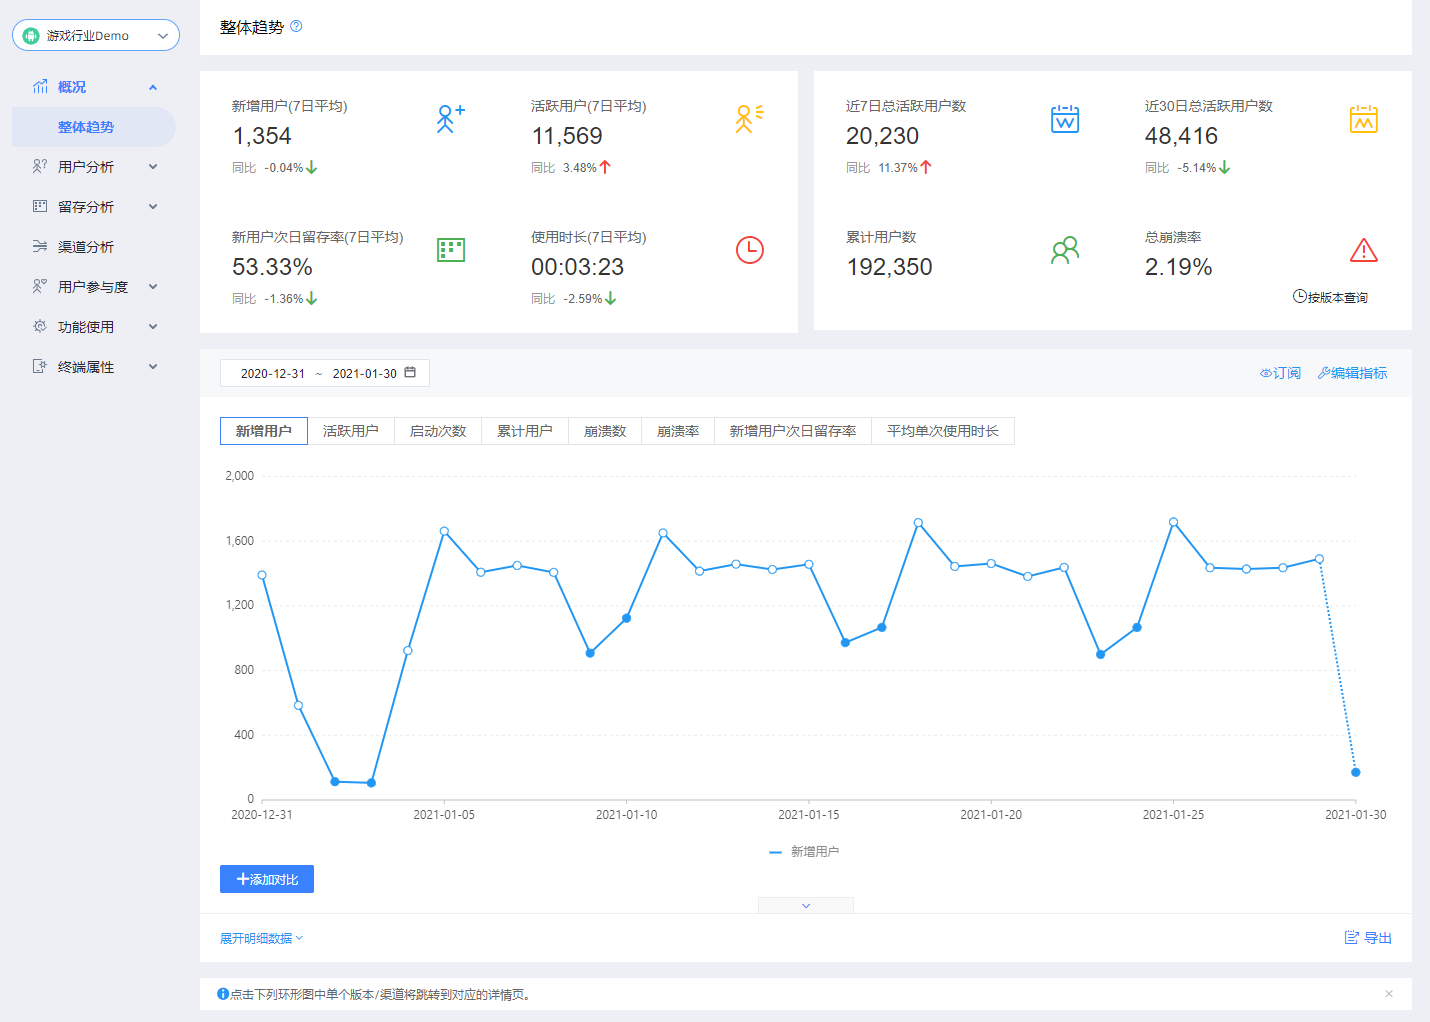 游戏行业Demo
概况
整体趋势
用户分析
留存分析
渠道分析
用户参与度
功能使用
终端属性
整体趋势
新增用户(7日平均)
1,354
同比 -0.04%
活跃用户(7日平均)
11,569
同比 3.48%
新用户次日留存率(7日平均)
53.33%
同比 -1.36%
使用时长(7日平均)
00:03:23
同比 -2.59%
近7日总活跃用户数
20,230
同比 11.37%
近30日总活跃用户数
48,416
同比 -5.14%
累计用户数
192,350
总崩溃率
2.19%
按版本查询
2020-12-31 ~ 2021-01-30
订阅 编辑指标
新增用户 活跃用户 启动次数 累计用户 崩溃数 崩溃率 新增用户次日留存率 平均单次使用时长
2,000
1,600
1,200
800
400
0
2020-12-31 2021-01-05 2021-01-10 2021-01-15 2021-01-20 2021-01-25 2021-01-30
新增用户
添加对比
展开明细数据
导出
点击下列环形图中单个版本/渠道将跳转到对应的详情页。